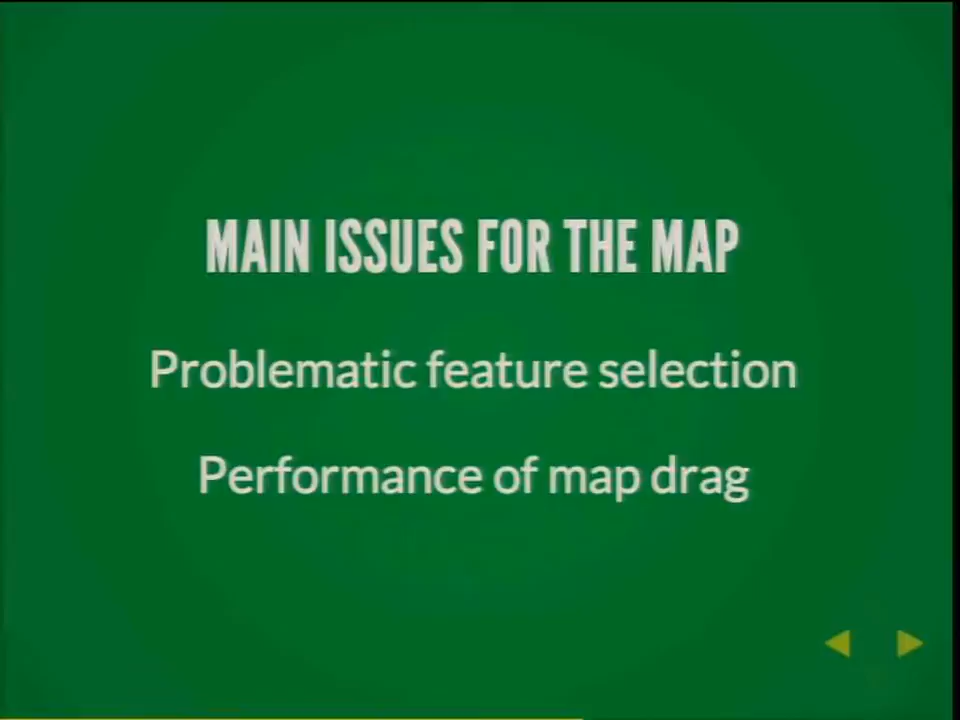 MAIN ISSUES FOR THE MAP
Problematic feature selection
Performance of map drag